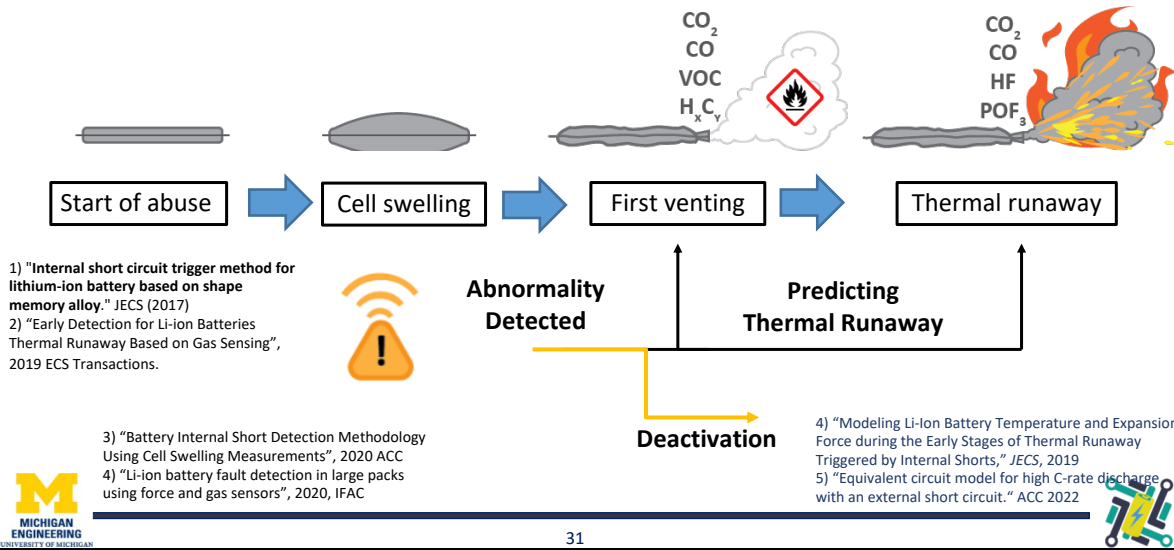 CO2
CO
VOC
HxCY
CO2
CO
HF
POF3
Start of abuse
Cell swelling
First venting
Thermal runaway
1) "Internal short circuit trigger method for
lithium-ion battery based on shape
memory alloy." JECS (2017)
2) “Early Detection for Li-ion Batteries
Thermal Runaway Based on Gas Sensing”,
2019 ECS Transactions.
!
Abnormality
Detected
Predicting
Thermal Runaway
Deactivation
3) “Battery Internal Short Detection Methodology
Using Cell Swelling Measurements”, 2020 ACC
4) “Li-ion battery fault detection in large packs
using force and gas sensors”, 2020, IFAC
4) “Modeling Li-Ion Battery Temperature and Expansion
Force during the Early Stages of Thermal Runaway
Triggered by Internal Shorts,” JECS, 2019
5) “Equivalent circuit model for high C-rate discharge
with an external short circuit.“ ACC 2022
M
MICHIGAN
ENGINEERING
UNIVERSITY OF MICHIGAN
31